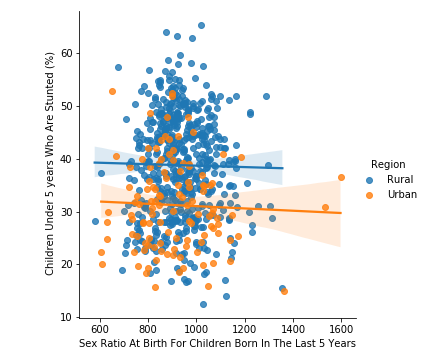 Children Under 5 years Who Are Stunted (%)
60
50
40
30
20
10
600
800
1000
1200
1400
1600
Sex Ratio At Birth For Children Born In The Last 5 Years
Region
Rural
Urban